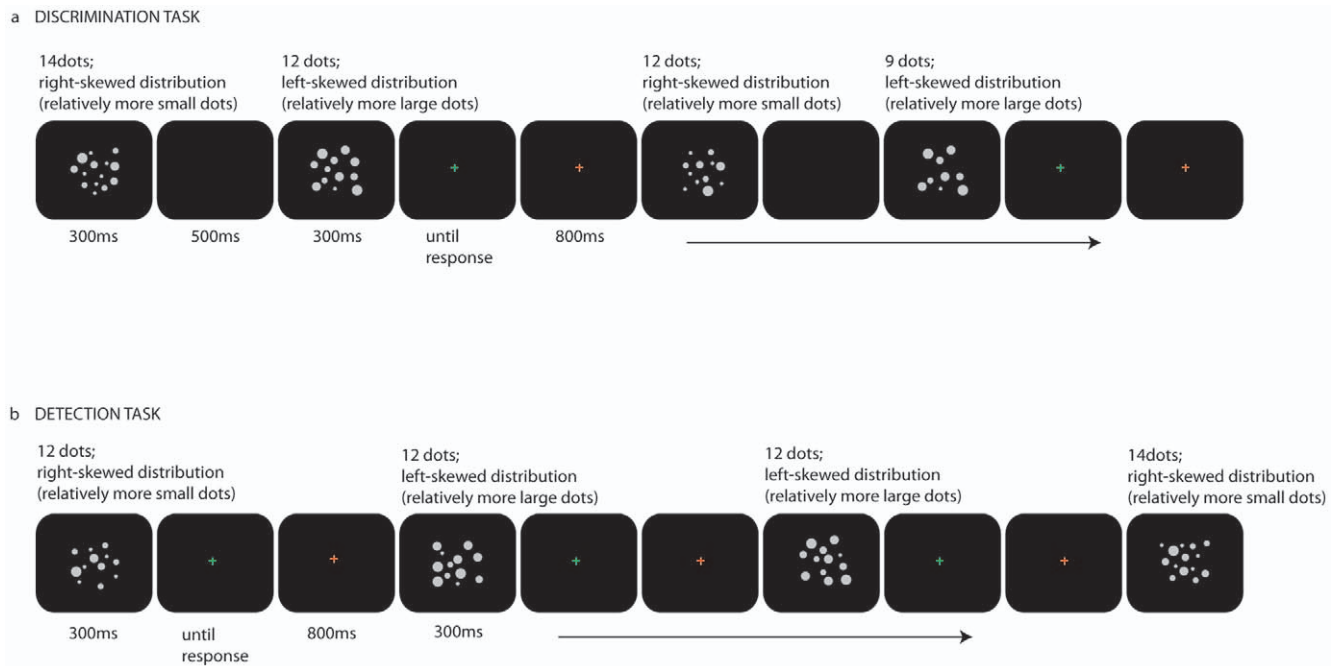 a DISCRIMINATION TASK
14dots;
right-skewed distribution
(relatively more small dots)
12 dots;
left-skewed distribution
(relatively more large dots)
12 dots;
right-skewed distribution
(relatively more small dots)
9 dots;
left-skewed distribution
(relatively more large dots)
300ms
500ms
300ms
until
response
800ms
b DETECTION TASK
12 dots;
right-skewed distribution
(relatively more small dots)
12 dots;
left-skewed distribution
(relatively more large dots)
12 dots;
left-skewed distribution
(relatively more large dots)
14dots;
right-skewed distribution
(relatively more small dots)
300ms
until
response
800ms
300ms